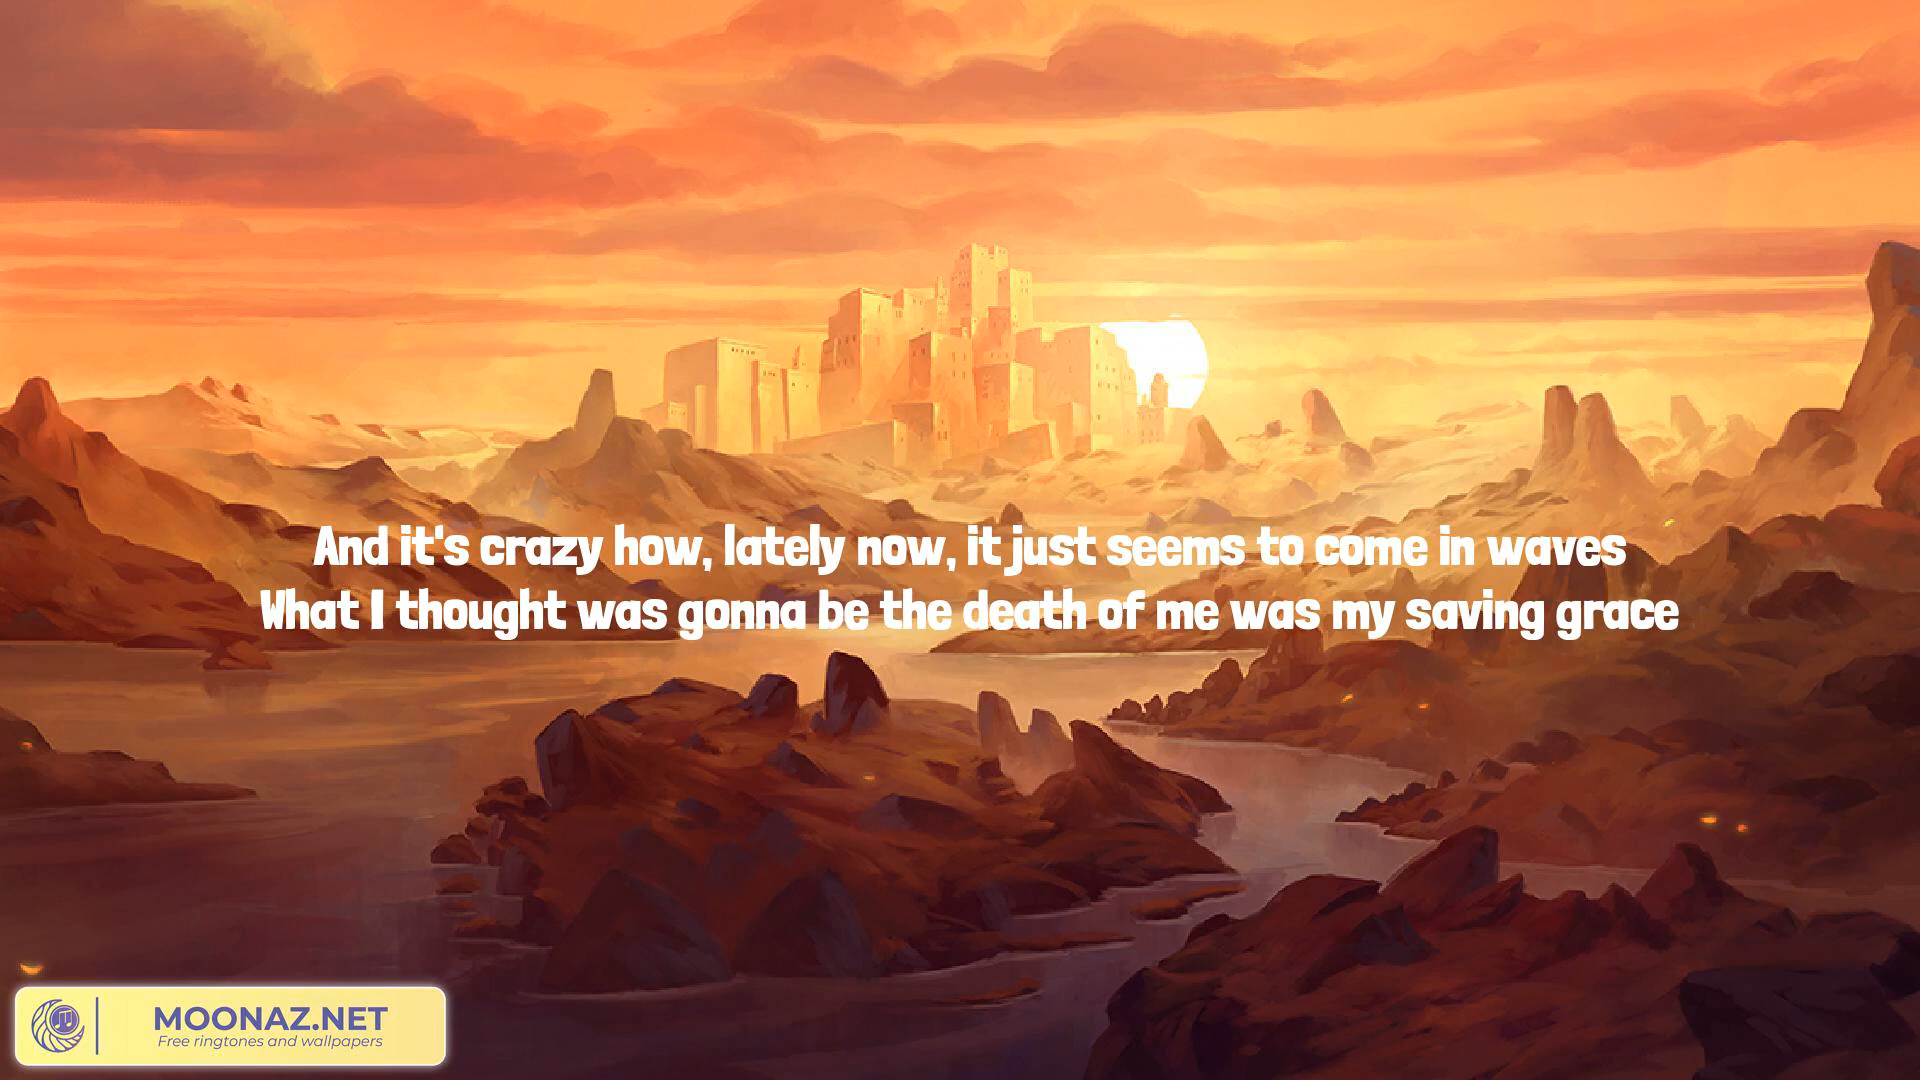 And it's crazy how, lately now, it just seems to come in waves
What I thought was gonna be the death of me was my saving grace
MOONAZ.NET
Free ringtones and wallpapers